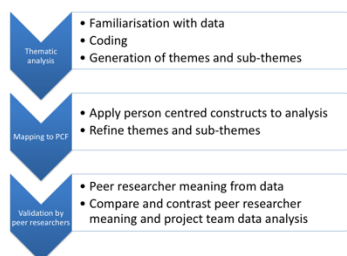 Thematic
analysis
• Familiarisation with data
• Coding
• Generation of themes and sub-themes
Mapping to PCF
• Apply person centred constructs to analysis
• Refine themes and sub-themes
Validation by
peer researchers
• Peer researcher meaning from data
• Compare and contrast peer researcher
meaning and project team data analysis